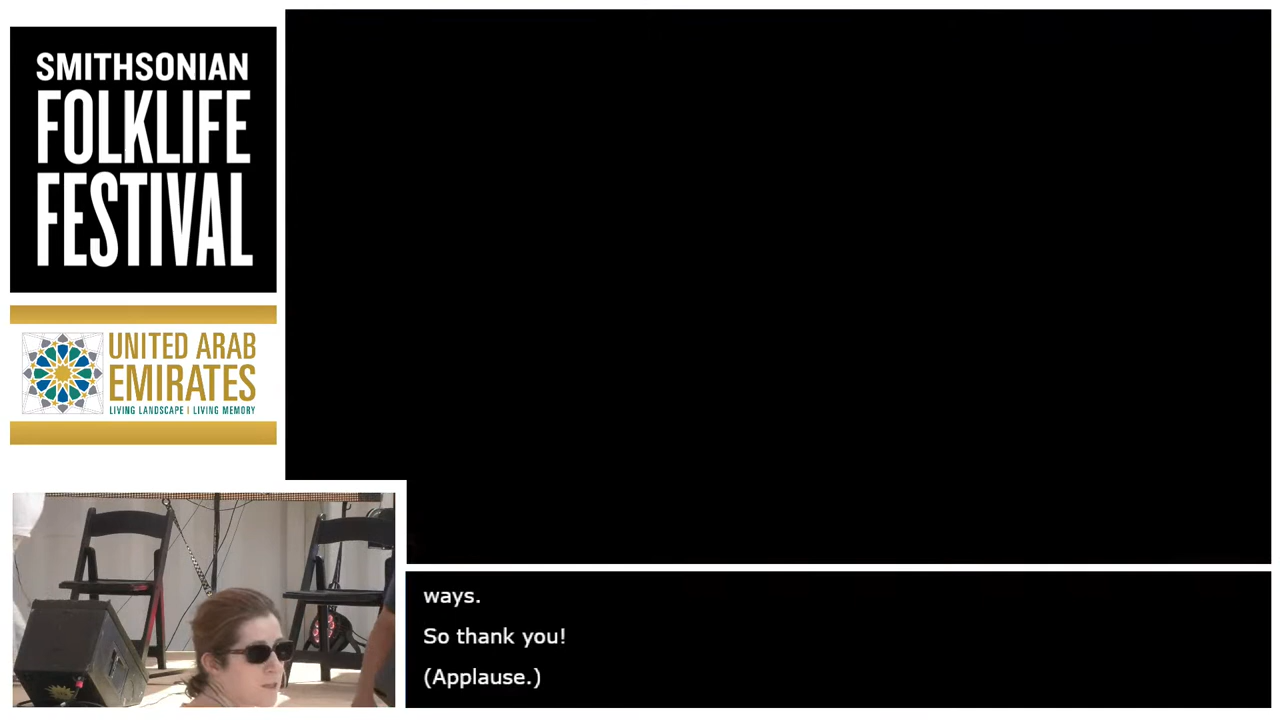 SMITHSONIAN
FOLKLIFE
FESTIVAL
UNITED ARAB
EMIRATES
LIVING LANDSCAPE | LIVING MEMORY
ways.
So thank you!
(Applause.)